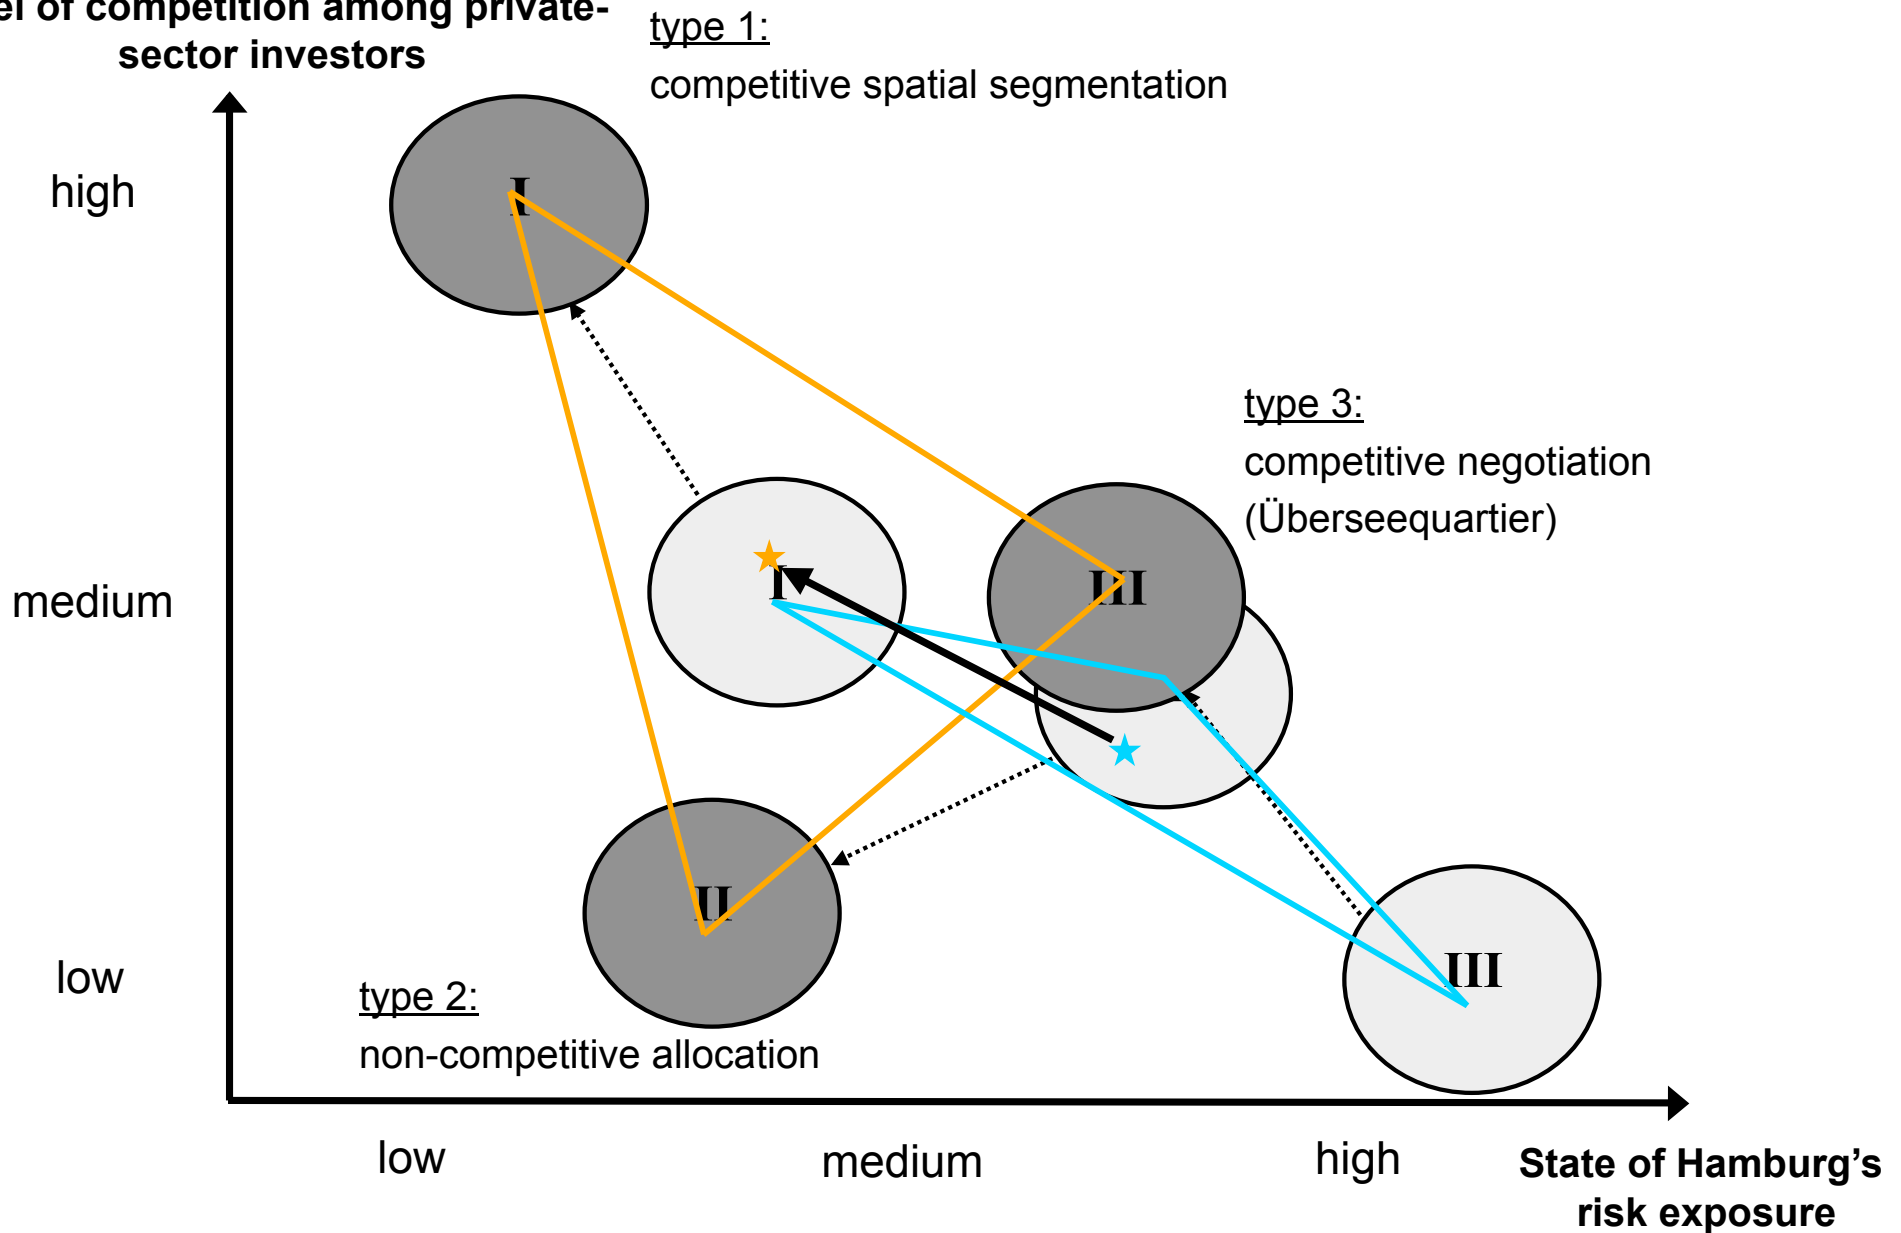 of competition among private-
sector investors
type 1:
competitive spatial segmentation
high
I
type 3:
competitive negotiation
(Überseequartier)
medium
I
III
II
III
low
type 2:
non-competitive allocation
low
medium
high
State of Hamburg’s
risk exposure